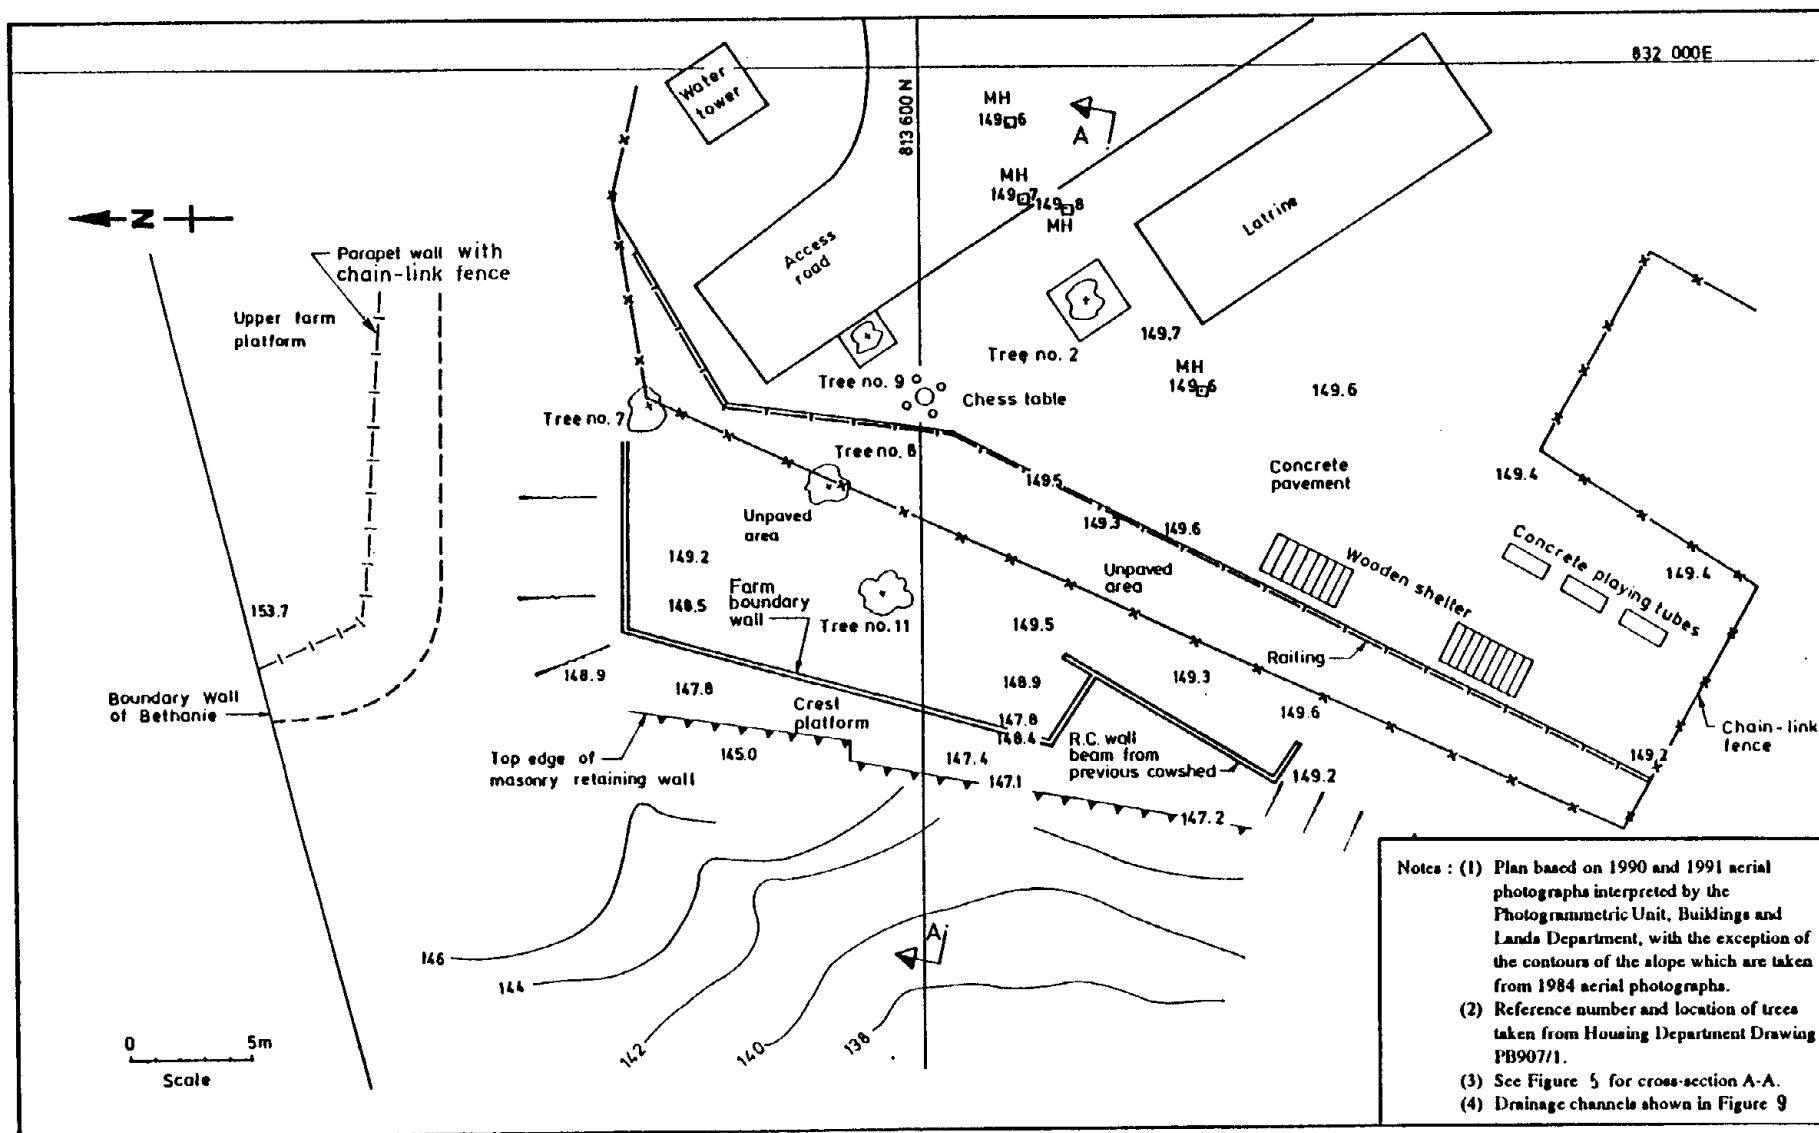 832 000E
813 600 N
Water
tower
MH
149.6
A
MH
149.7
149.8
MH
Latrine
N
Access
road
Parapet wall with
chain-link fence
Upper farm
platform
Tree no. 2
149.7
MH
149.6
149.6
Tree no. 9
Chess table
Tree no. 7
Tree no. 8
149.5
Concrete
pavement
149.4
Unpaved
area
149.3
149.6
149.2
Farm
boundary
wall
148.5
Tree no. 11
Unpaved
area
Wooden shelter
Concrete playing tubes
149.4
153.7
149.5
Railing
148.9
147.8
148.9
149.3
149.6
Boundary Wall
of Bethanie
Crest
platform
147.8
148.4
R.C. wall
beam from
previous cowshed
Chain-link
fence
149.2
Top edge of
masonry retaining wall
145.0
147.4
147.1
149.2
147.2
A
146
144
142
140
138
0 5m
Scale
Notes : (1) Plan based on 1990 and 1991 aerial
photographs interpreted by the
Photogrammetric Unit, Buildings and
Lands Department, with the exception of
the contours of the slope which are taken
from 1984 aerial photographs.
(2) Reference number and location of trees
taken from Housing Department Drawing
PB907/1.
(3) See Figure 5 for cross-section A-A.
(4) Drainage channels shown in Figure 9